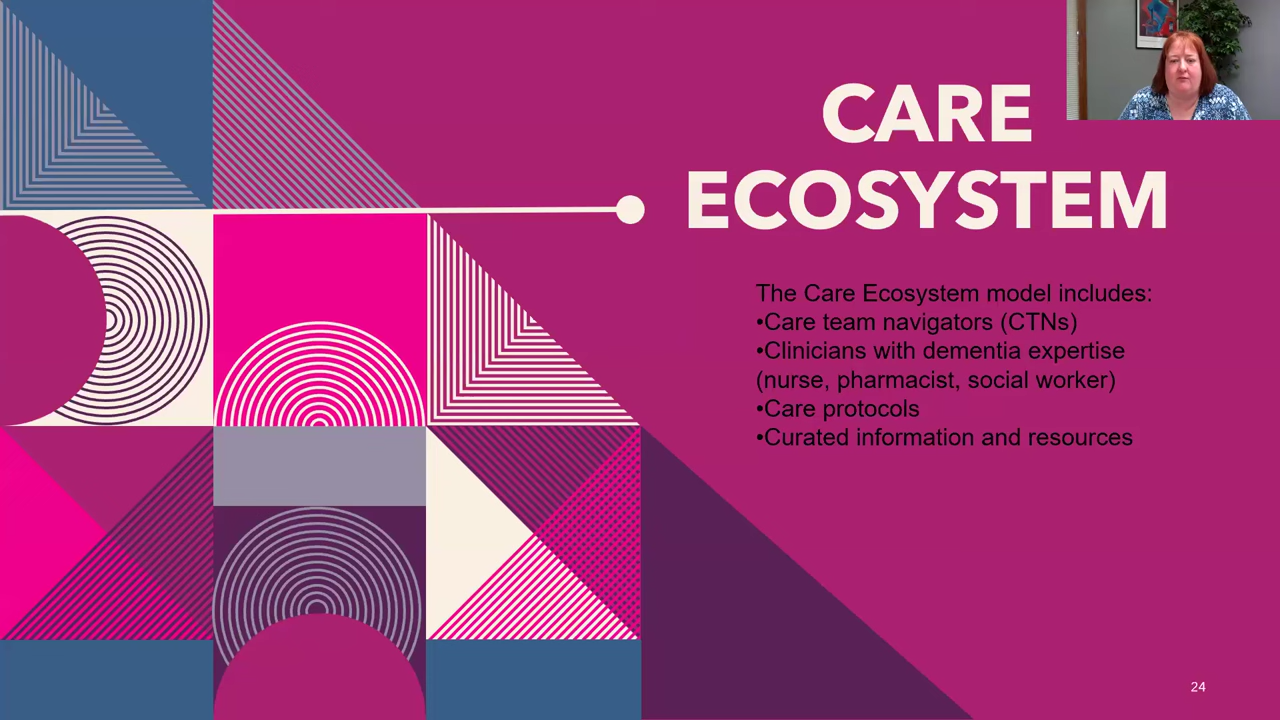 CARE
ECOSYSTEM
The Care Ecosystem model includes:
•Care team navigators (CTNs)
•Clinicians with dementia expertise
(nurse, pharmacist, social worker)
•Care protocols
•Curated information and resources
24